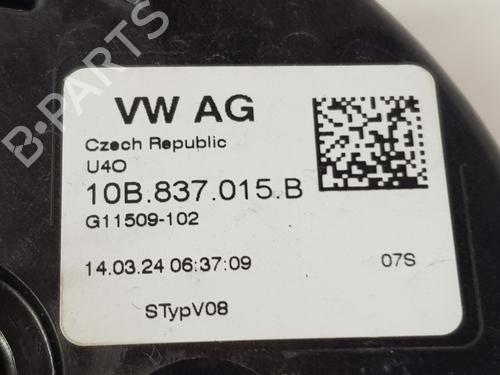 VW AG
Czech Republic
U4O
10B.837.015.B
G11509-102
14.03.24 06:37:09 07S
STypV08
B-PARTS